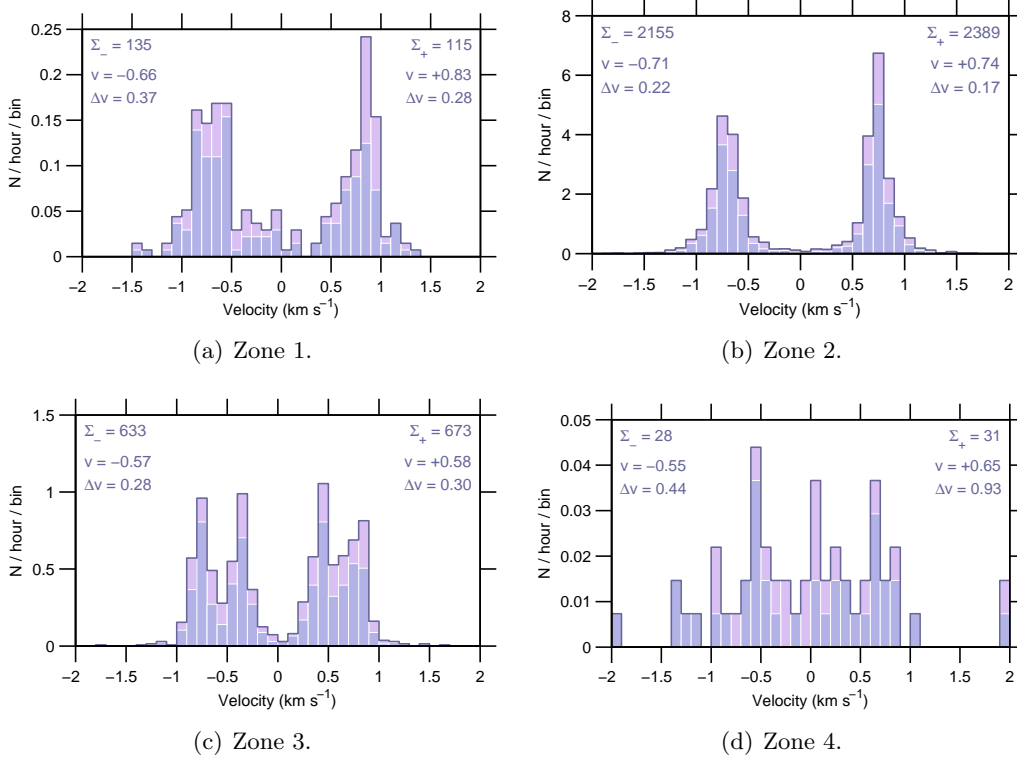 Σ− = 135
Σ+ = 115
v = −0.66
v = +0.83
Δv = 0.37
Δv = 0.28
N / hour / bin
0.25
0.2
0.15
0.1
0.05
0
−2 −1.5 −1 −0.5 0 0.5 1 1.5 2
Velocity (km s−1)
(a) Zone 1.
Σ− = 2155
Σ+ = 2389
v = −0.71
v = +0.74
Δv = 0.22
Δv = 0.17
N / hour / bin
8
6
4
2
0
−2 −1.5 −1 −0.5 0 0.5 1 1.5 2
Velocity (km s−1)
(b) Zone 2.
Σ− = 633
Σ+ = 673
v = −0.57
v = +0.58
Δv = 0.28
Δv = 0.30
N / hour / bin
1.5
1
0.5
0
−2 −1.5 −1 −0.5 0 0.5 1 1.5 2
Velocity (km s−1)
(c) Zone 3.
Σ− = 28
Σ+ = 31
v = −0.55
v = +0.65
Δv = 0.44
Δv = 0.93
N / hour / bin
0.05
0.04
0.03
0.02
0.01
0
−2 −1.5 −1 −0.5 0 0.5 1 1.5 2
Velocity (km s−1)
(d) Zone 4.